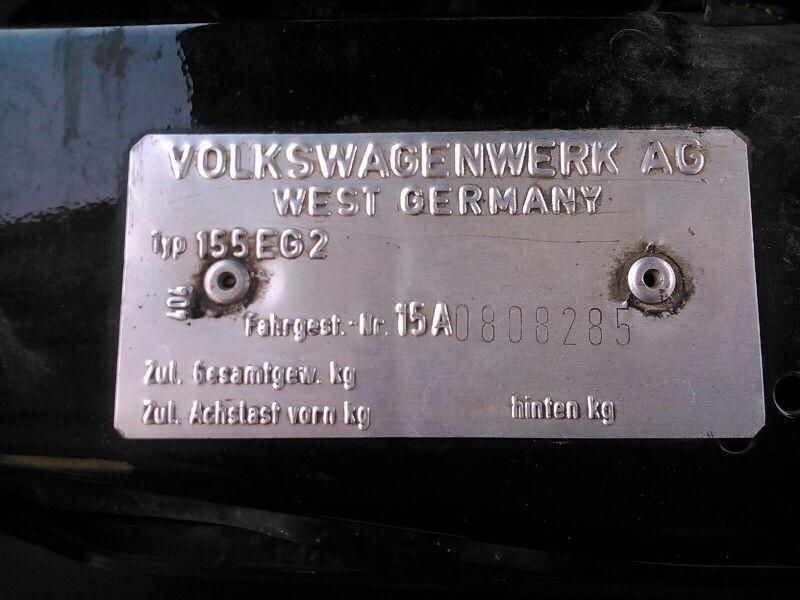 VOLKSWAGENWERK AG
WEST GERMANY
Typ 155EG2
404
Fahrgest.-Nr. 15A0808285
Zul. Gesamtgew. kg
Zul. Achslast vorn kg hinten kg